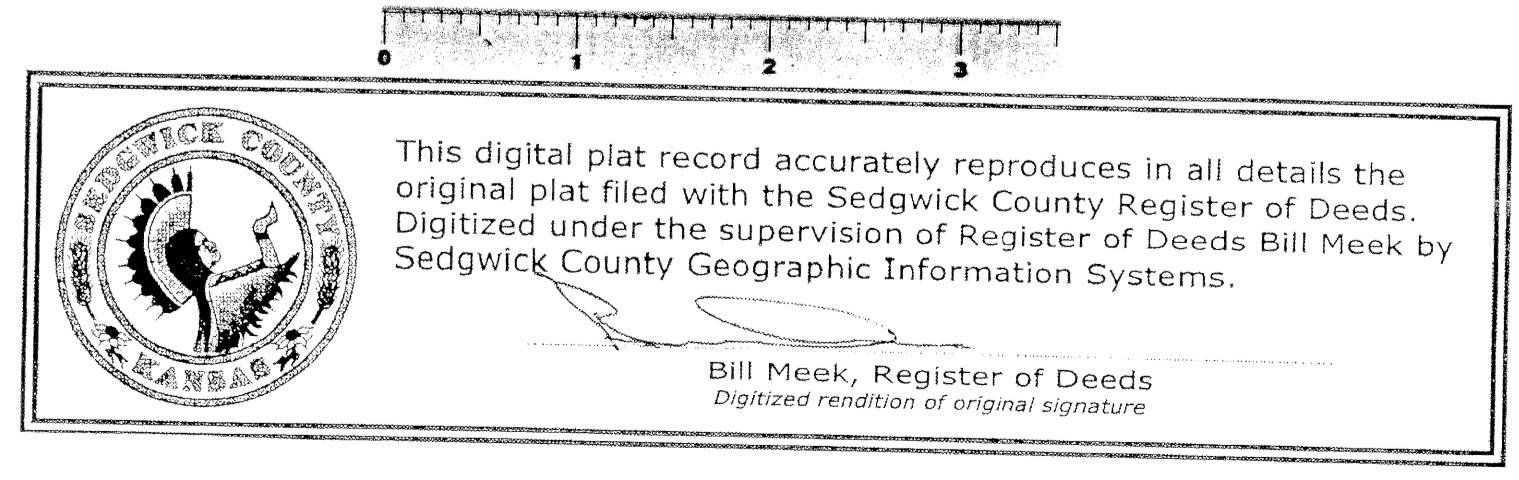 0 1 2 3
SEDGWICK COUNTY
KANSAS
This digital plat record accurately reproduces in all details the
original plat filed with the Sedgwick County Register of Deeds.
Digitized under the supervision of Register of Deeds Bill Meek by
Sedgwick County Geographic Information Systems.
Bill Meek, Register of Deeds
Digitized rendition of original signature